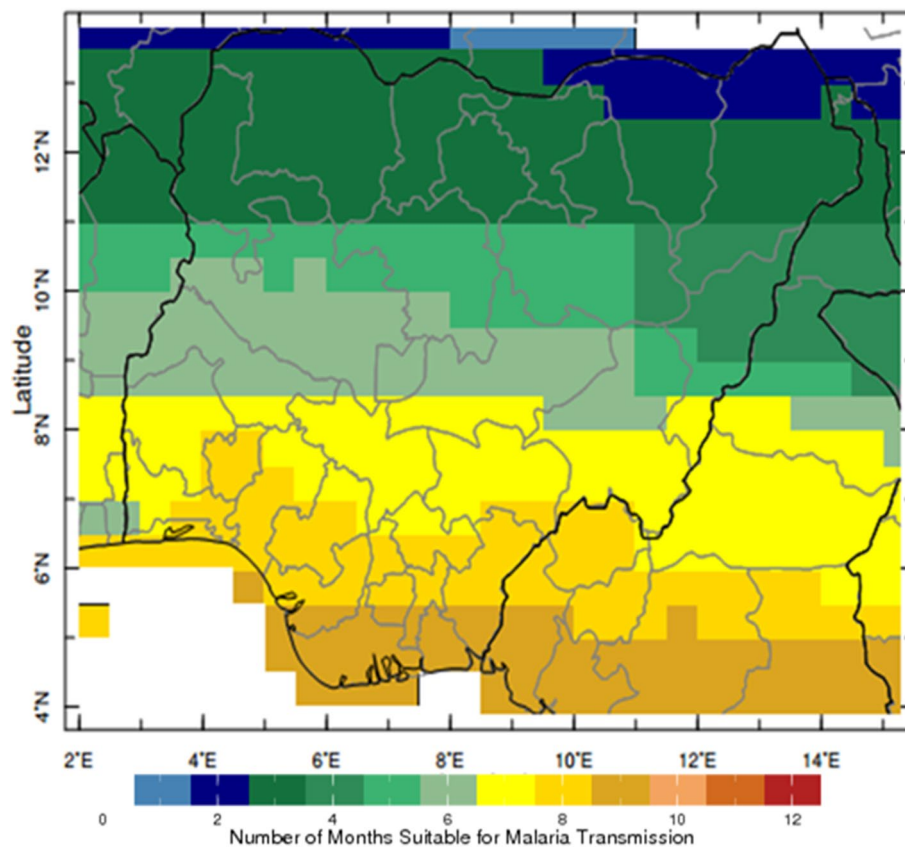 Latitude
12°N
10°N
8°N
6°N
4°N
2°E 4°E 6°E 8°E 10°E 12°E 14°E
0 2 4 6 8 10 12
Number of Months Suitable for Malaria Transmission